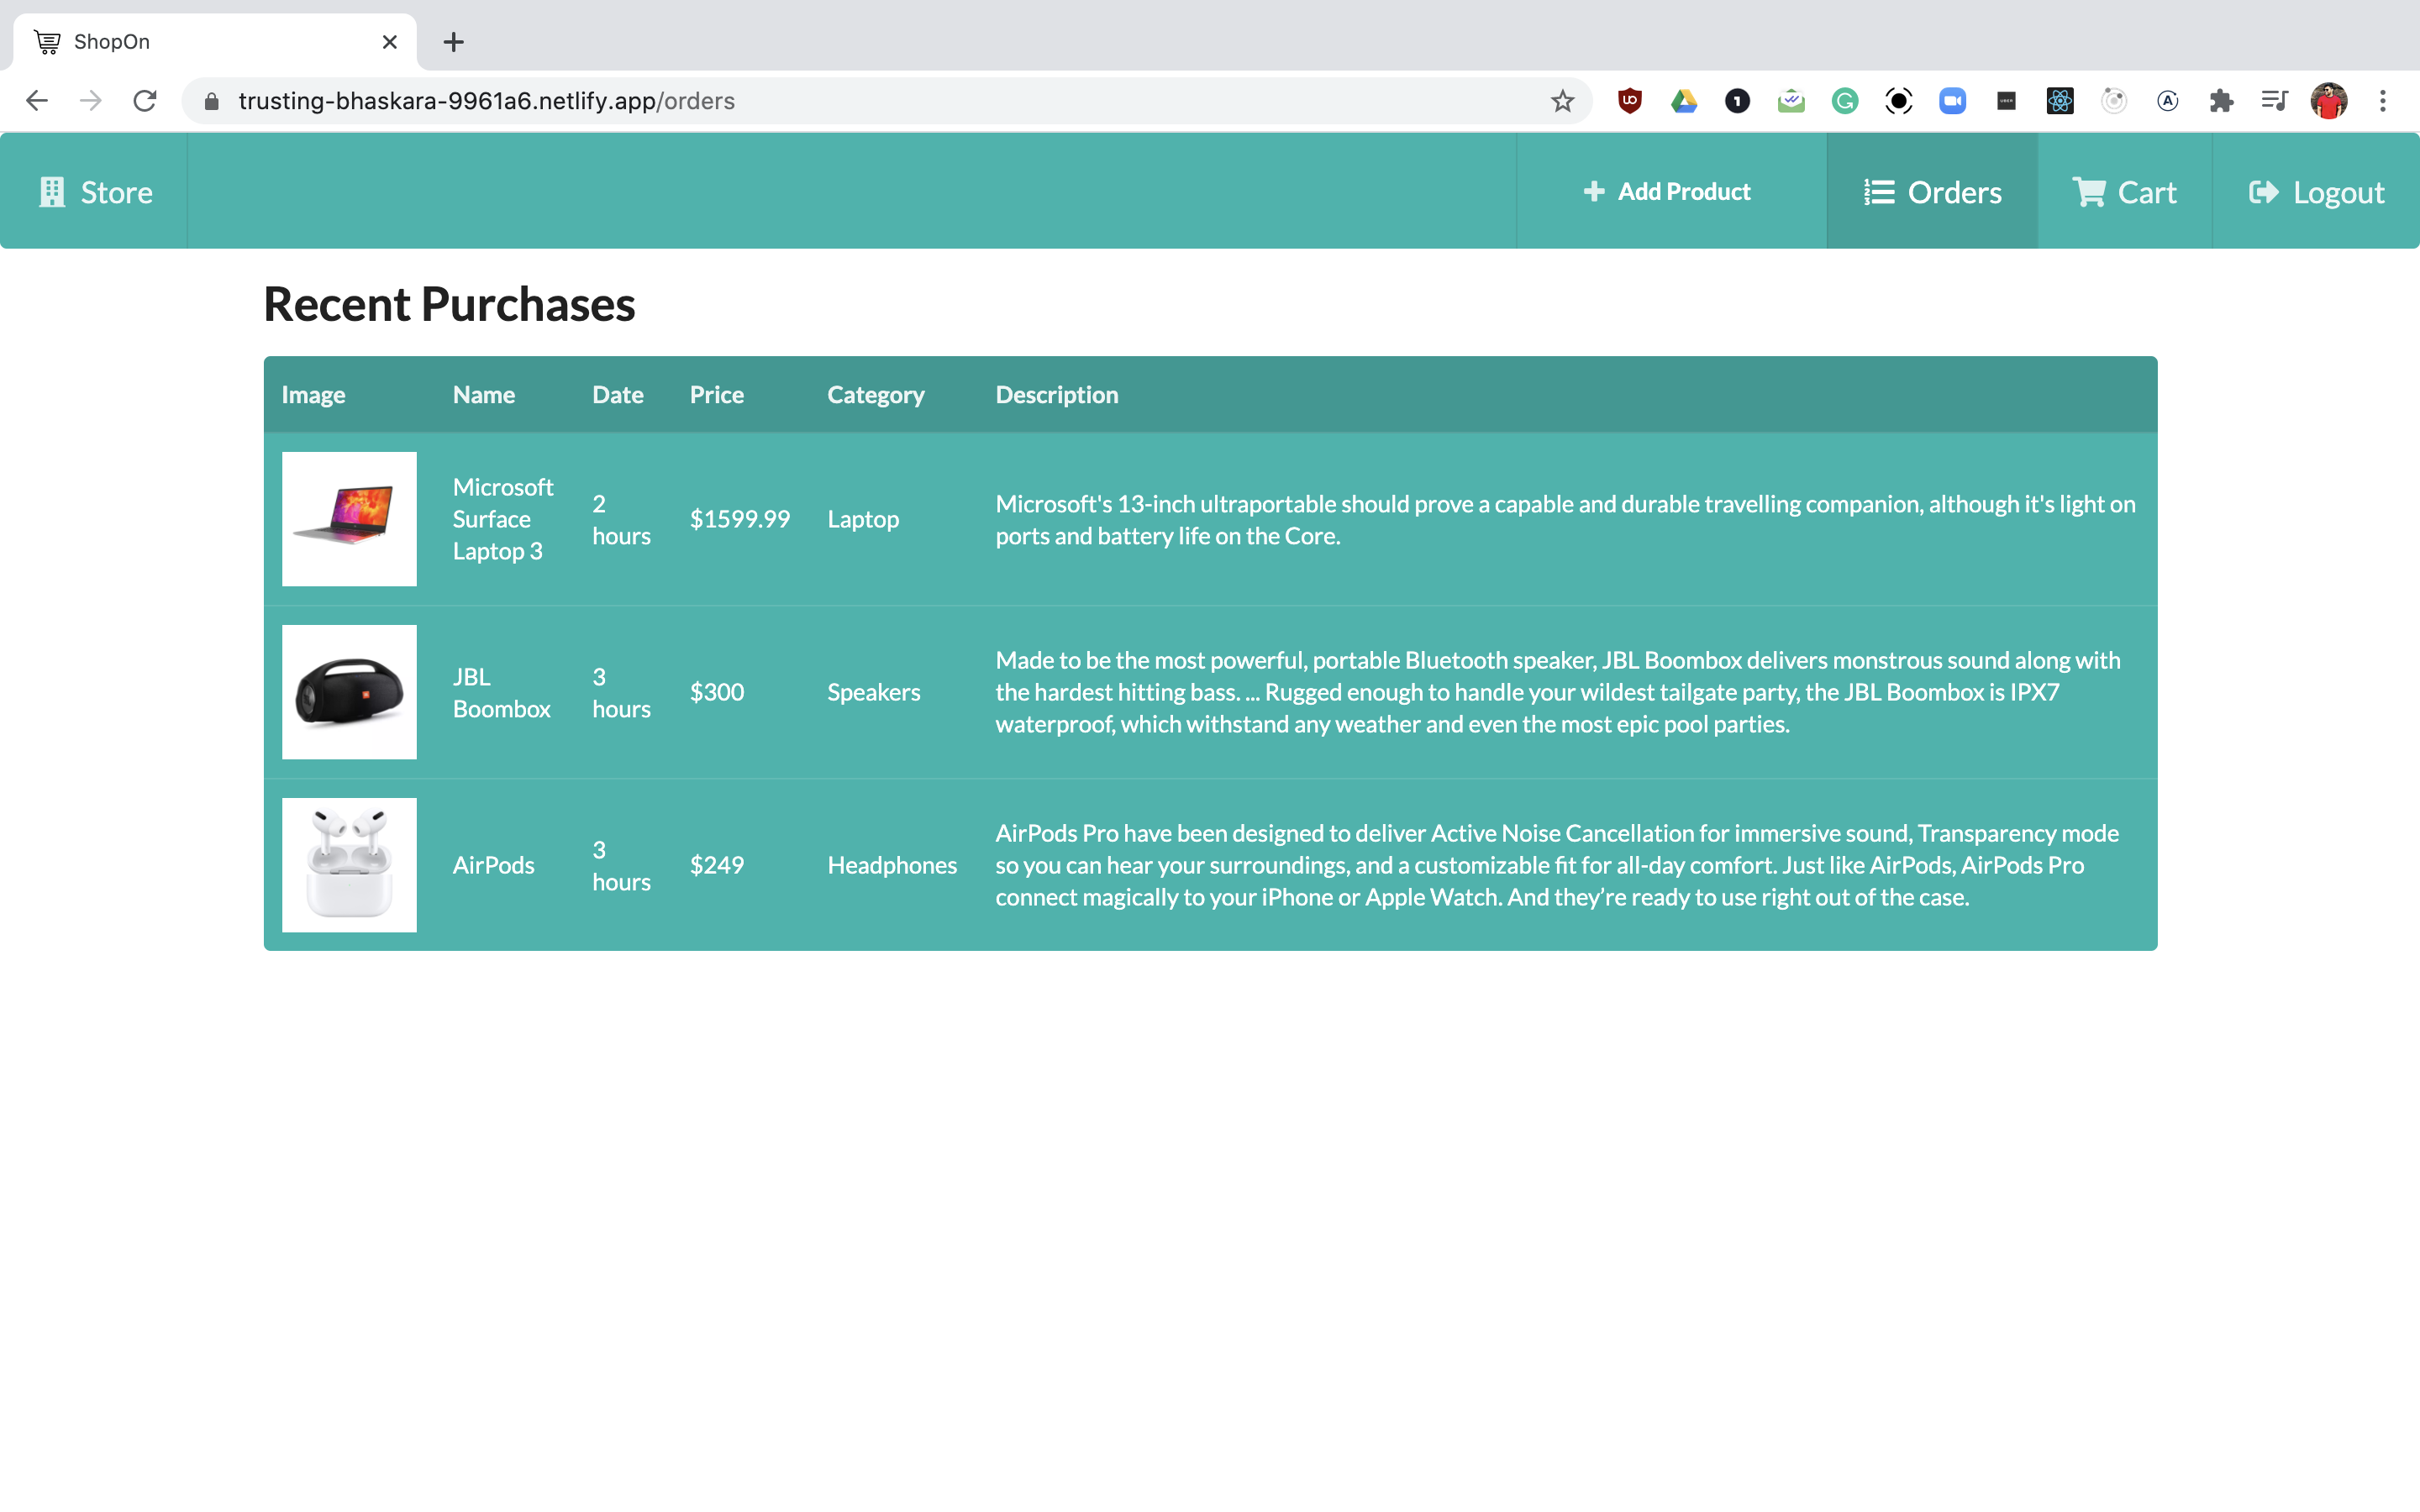 ShopOn
trusting-bhaskara-9961a6.netlify.app/orders
Store
Add Product
Orders
Cart
Logout
Recent Purchases
Image Name Date Price Category Description
Microsoft
Surface
Laptop 3
2
hours
$1599.99
Laptop
Microsoft's 13-inch ultraportable should prove a capable and durable travelling companion, although it's light on
ports and battery life on the Core.
JBL
Boombox
3
hours
$300
Speakers
Made to be the most powerful, portable Bluetooth speaker, JBL Boombox delivers monstrous sound along with
the hardest hitting bass. ... Rugged enough to handle your wildest tailgate party, the JBL Boombox is IPX7
waterproof, which withstand any weather and even the most epic pool parties.
AirPods
3
hours
$249
Headphones
AirPods Pro have been designed to deliver Active Noise Cancellation for immersive sound, Transparency mode
so you can hear your surroundings, and a customizable fit for all-day comfort. Just like AirPods, AirPods Pro
connect magically to your iPhone or Apple Watch. And they’re ready to use right out of the case.